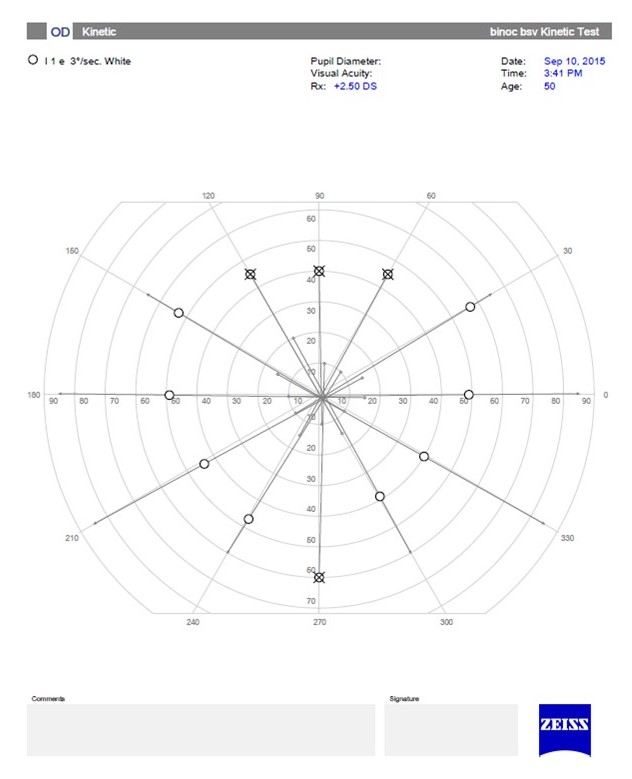 OD Kinetic binoc bsv Kinetic Test
I 1 e 3°/sec. White
Pupil Diameter:
Visual Acuity:
Rx: +2.50 DS
Date: Sep 10, 2015
Time: 3:41 PM
Age: 50
120 90 60
60
150 50 30
40
30
20
10
180 90 80 70 60 50 40 30 20 10 10 20 30 40 50 60 70 80 90 0
10
20
30
40
50
210 60 330
70
240 270 300
Comments Signature
ZEISS